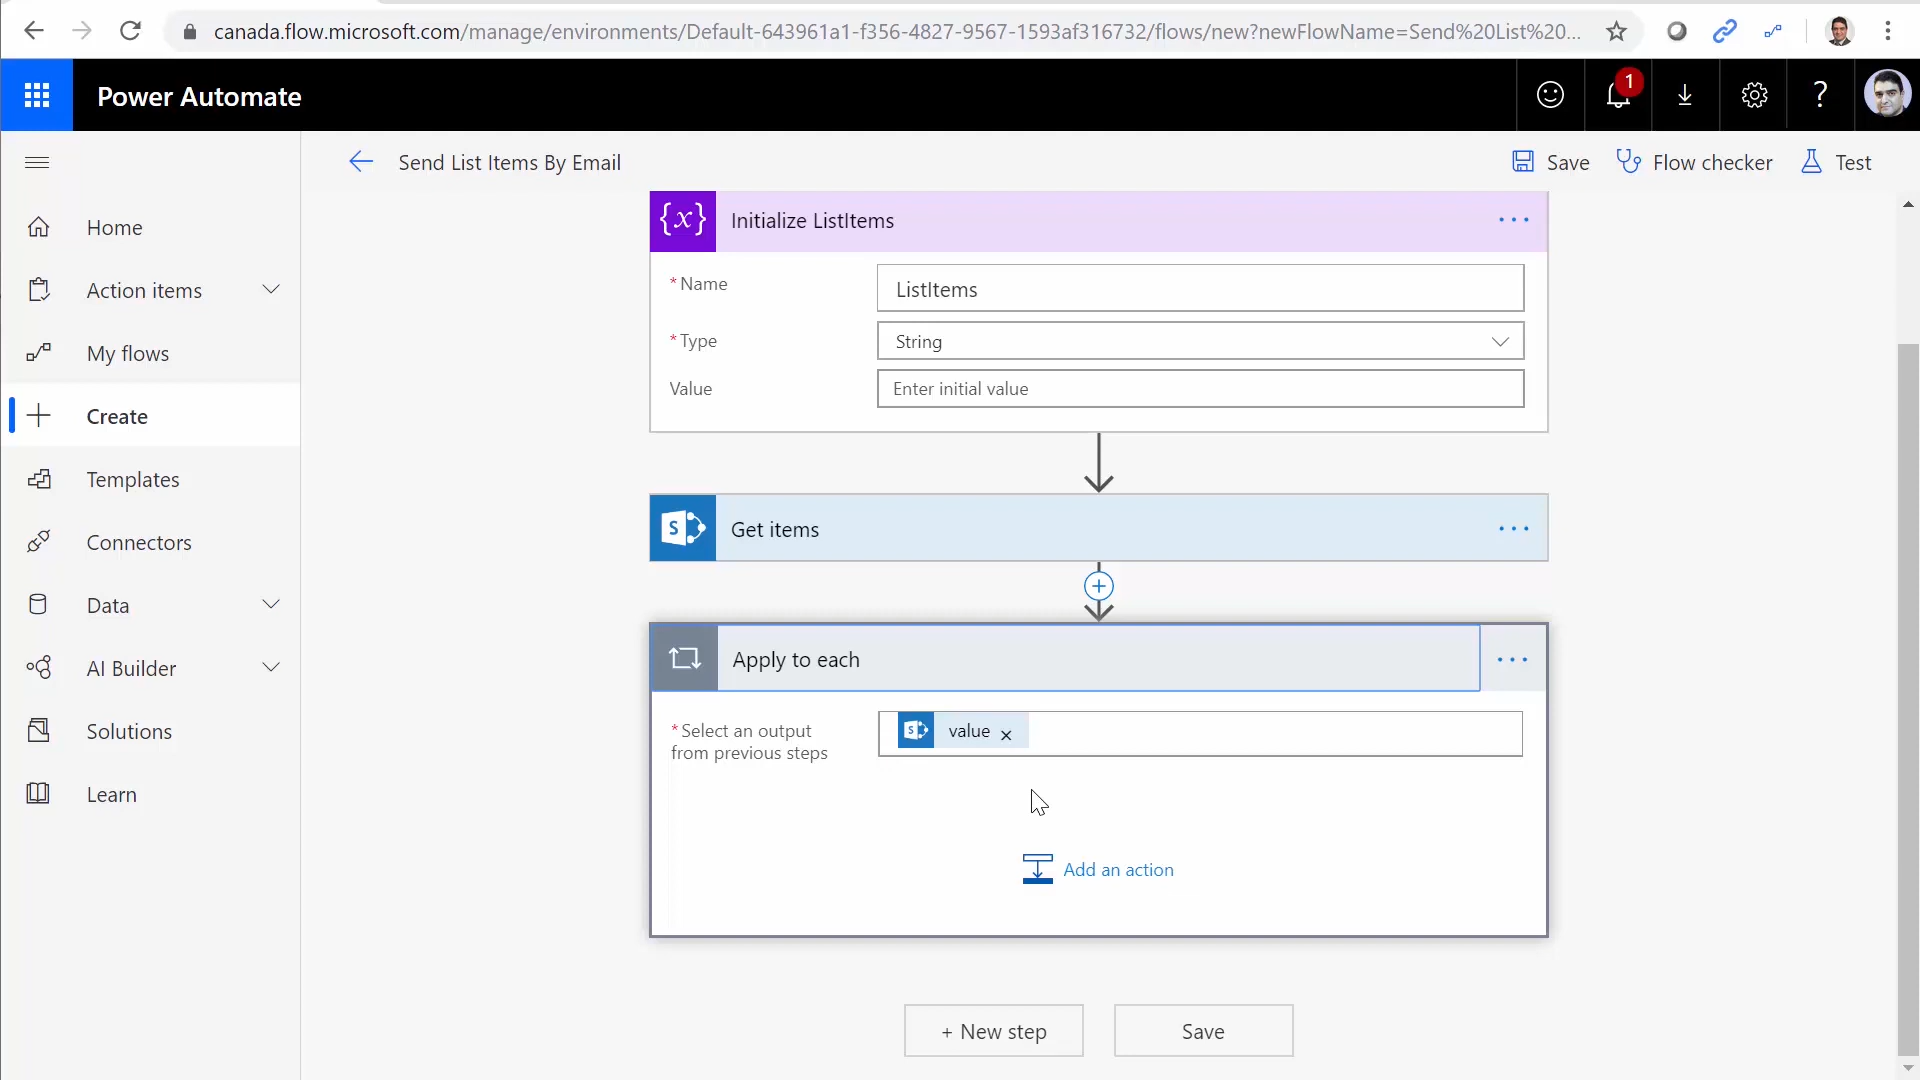 canada.flow.microsoft.com/manage/environments/Default-643961a1-f356-4827-9567-1593af316732/flows/new?newFlowName=Send%20List%20...
Power Automate
1
?
Send List Items By Email
Save
Flow checker
Test
Home
Action items
My flows
Create
Templates
Connectors
Data
AI Builder
Solutions
Learn
{x}
Initialize ListItems
...
*Name
ListItems
*Type
String
Value
Enter initial value
S
Get items
...
Apply to each
...
*Select an output
from previous steps
value ×
Add an action
+ New step
Save